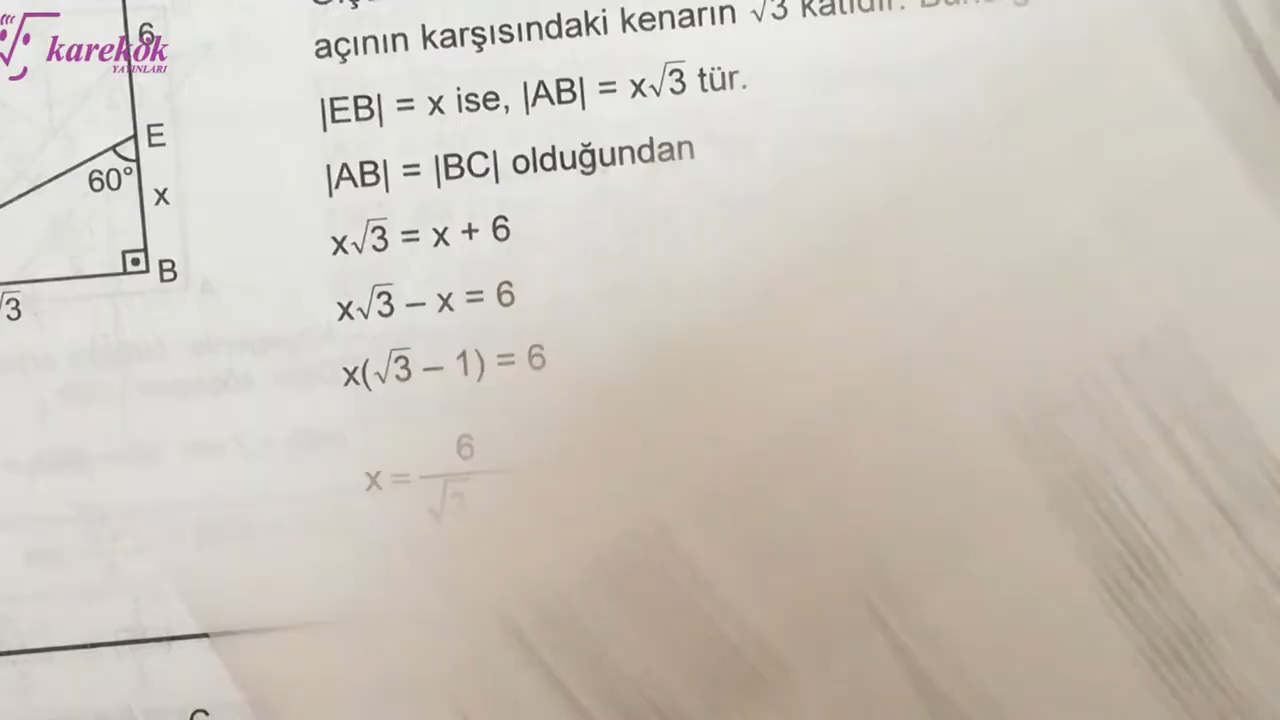 karekök
YAYINLARI
6
açının karşısındaki kenarın √3 katıdır.
|EB| = x ise, |AB| = x√3 tür.
E
60°
x
|AB| = |BC| olduğundan
x√3 = x + 6
B
√3
x√3 – x = 6
x(√3 – 1) = 6
x = 6
√3